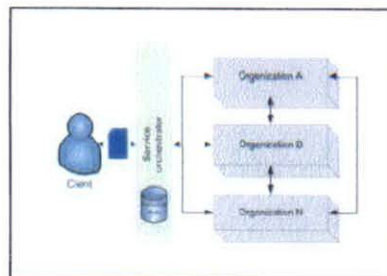 Organization A
Service
orchestrator
Organization B
Client
Organization N